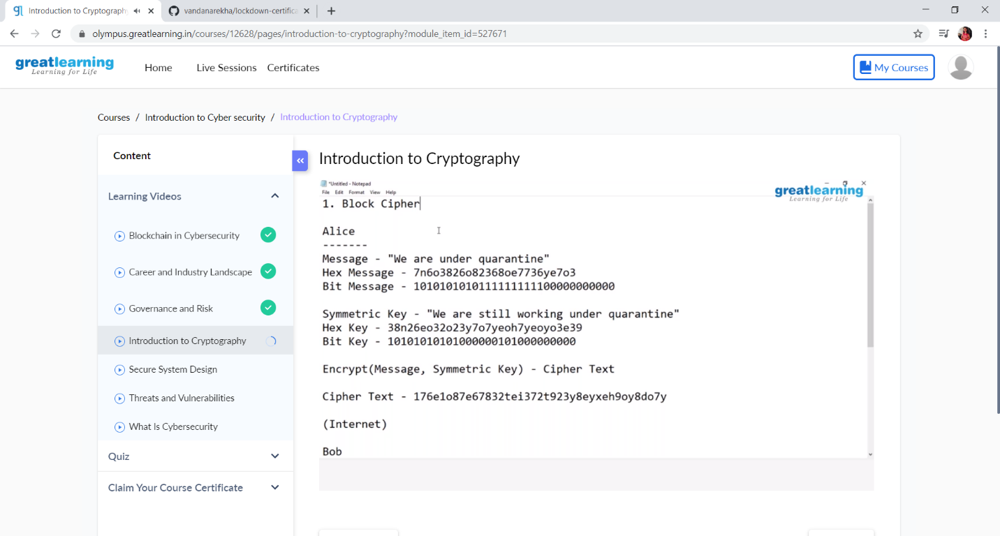 Introduction to Cryptography
vandanarekha/lockdown-certifica
olympus.greatlearning.in/courses/12628/pages/introduction-to-cryptography?module_item_id=527671
greatlearning
Learning for Life
Home
Live Sessions
Certificates
My Courses
Courses / Introduction to Cyber security / Introduction to Cryptography
Content
Learning Videos
Blockchain in Cybersecurity
Career and Industry Landscape
Governance and Risk
Introduction to Cryptography
Secure System Design
Threats and Vulnerabilities
What Is Cybersecurity
Quiz
Claim Your Course Certificate
Introduction to Cryptography
*Untitled - Notepad
File Edit Format View Help
greatlearning
Learning for Life
1. Block Cipher
Alice
-------
Message - "We are under quarantine"
Hex Message - 7n6o3826o82368oe7736ye7o3
Bit Message - 1010101010111111111100000000000
Symmetric Key - "We are still working under quarantine"
Hex Key - 38n26eo32o23y7o7yeoh7yeoyo3e39
Bit Key - 10101010101000000101000000000
Encrypt(Message, Symmetric Key) - Cipher Text
Cipher Text - 176e1o87e67832tei372t923y8eyxeh9oy8do7y
(Internet)
Bob